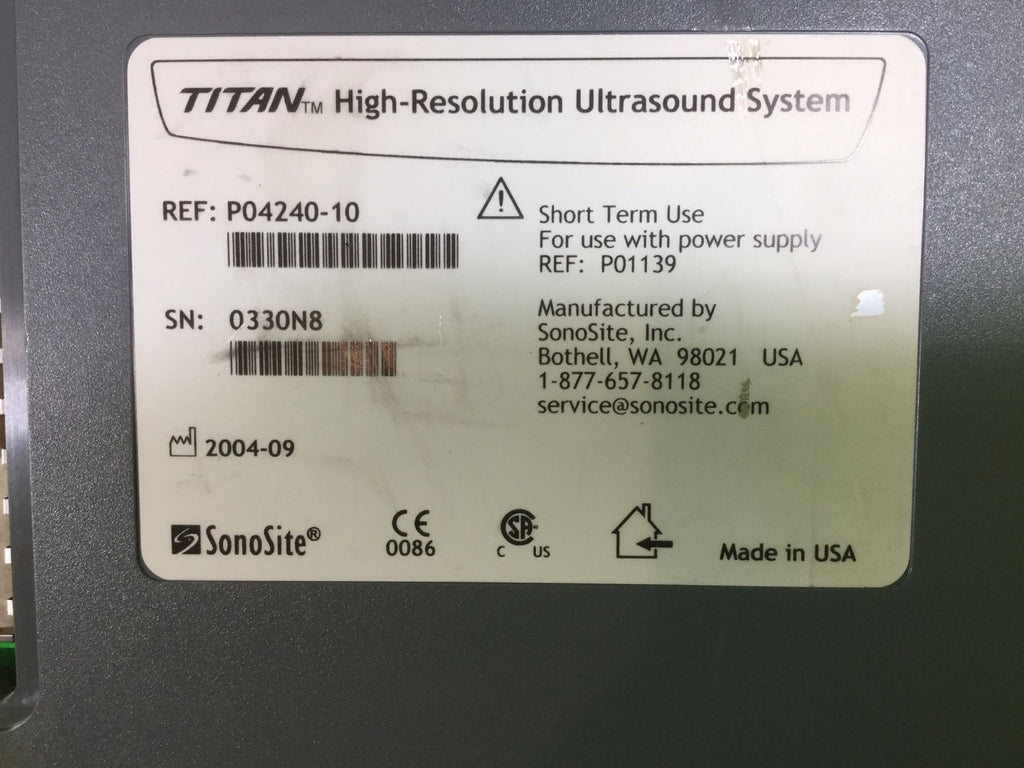 TITAN™ High-Resolution Ultrasound System
REF: P04240-10
SN: 0330N8
2004-09
Short Term Use
For use with power supply
REF: P01139
Manufactured by
SonoSite, Inc.
Bothell, WA 98021 USA
1-877-657-8118
service@sonosite.com
SonoSite®
CE
0086
SA
C US
Made in USA